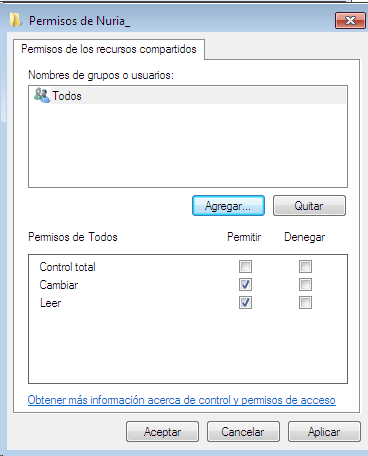 Permisos de Nuria_
Permisos de los recursos compartidos
Nombres de grupos o usuarios:
Todos
Agregar... Quitar
Permisos de Todos Permitir Denegar
Control total
Cambiar
Leer
Obtener más información acerca de control y permisos de acceso
Aceptar Cancelar Aplicar